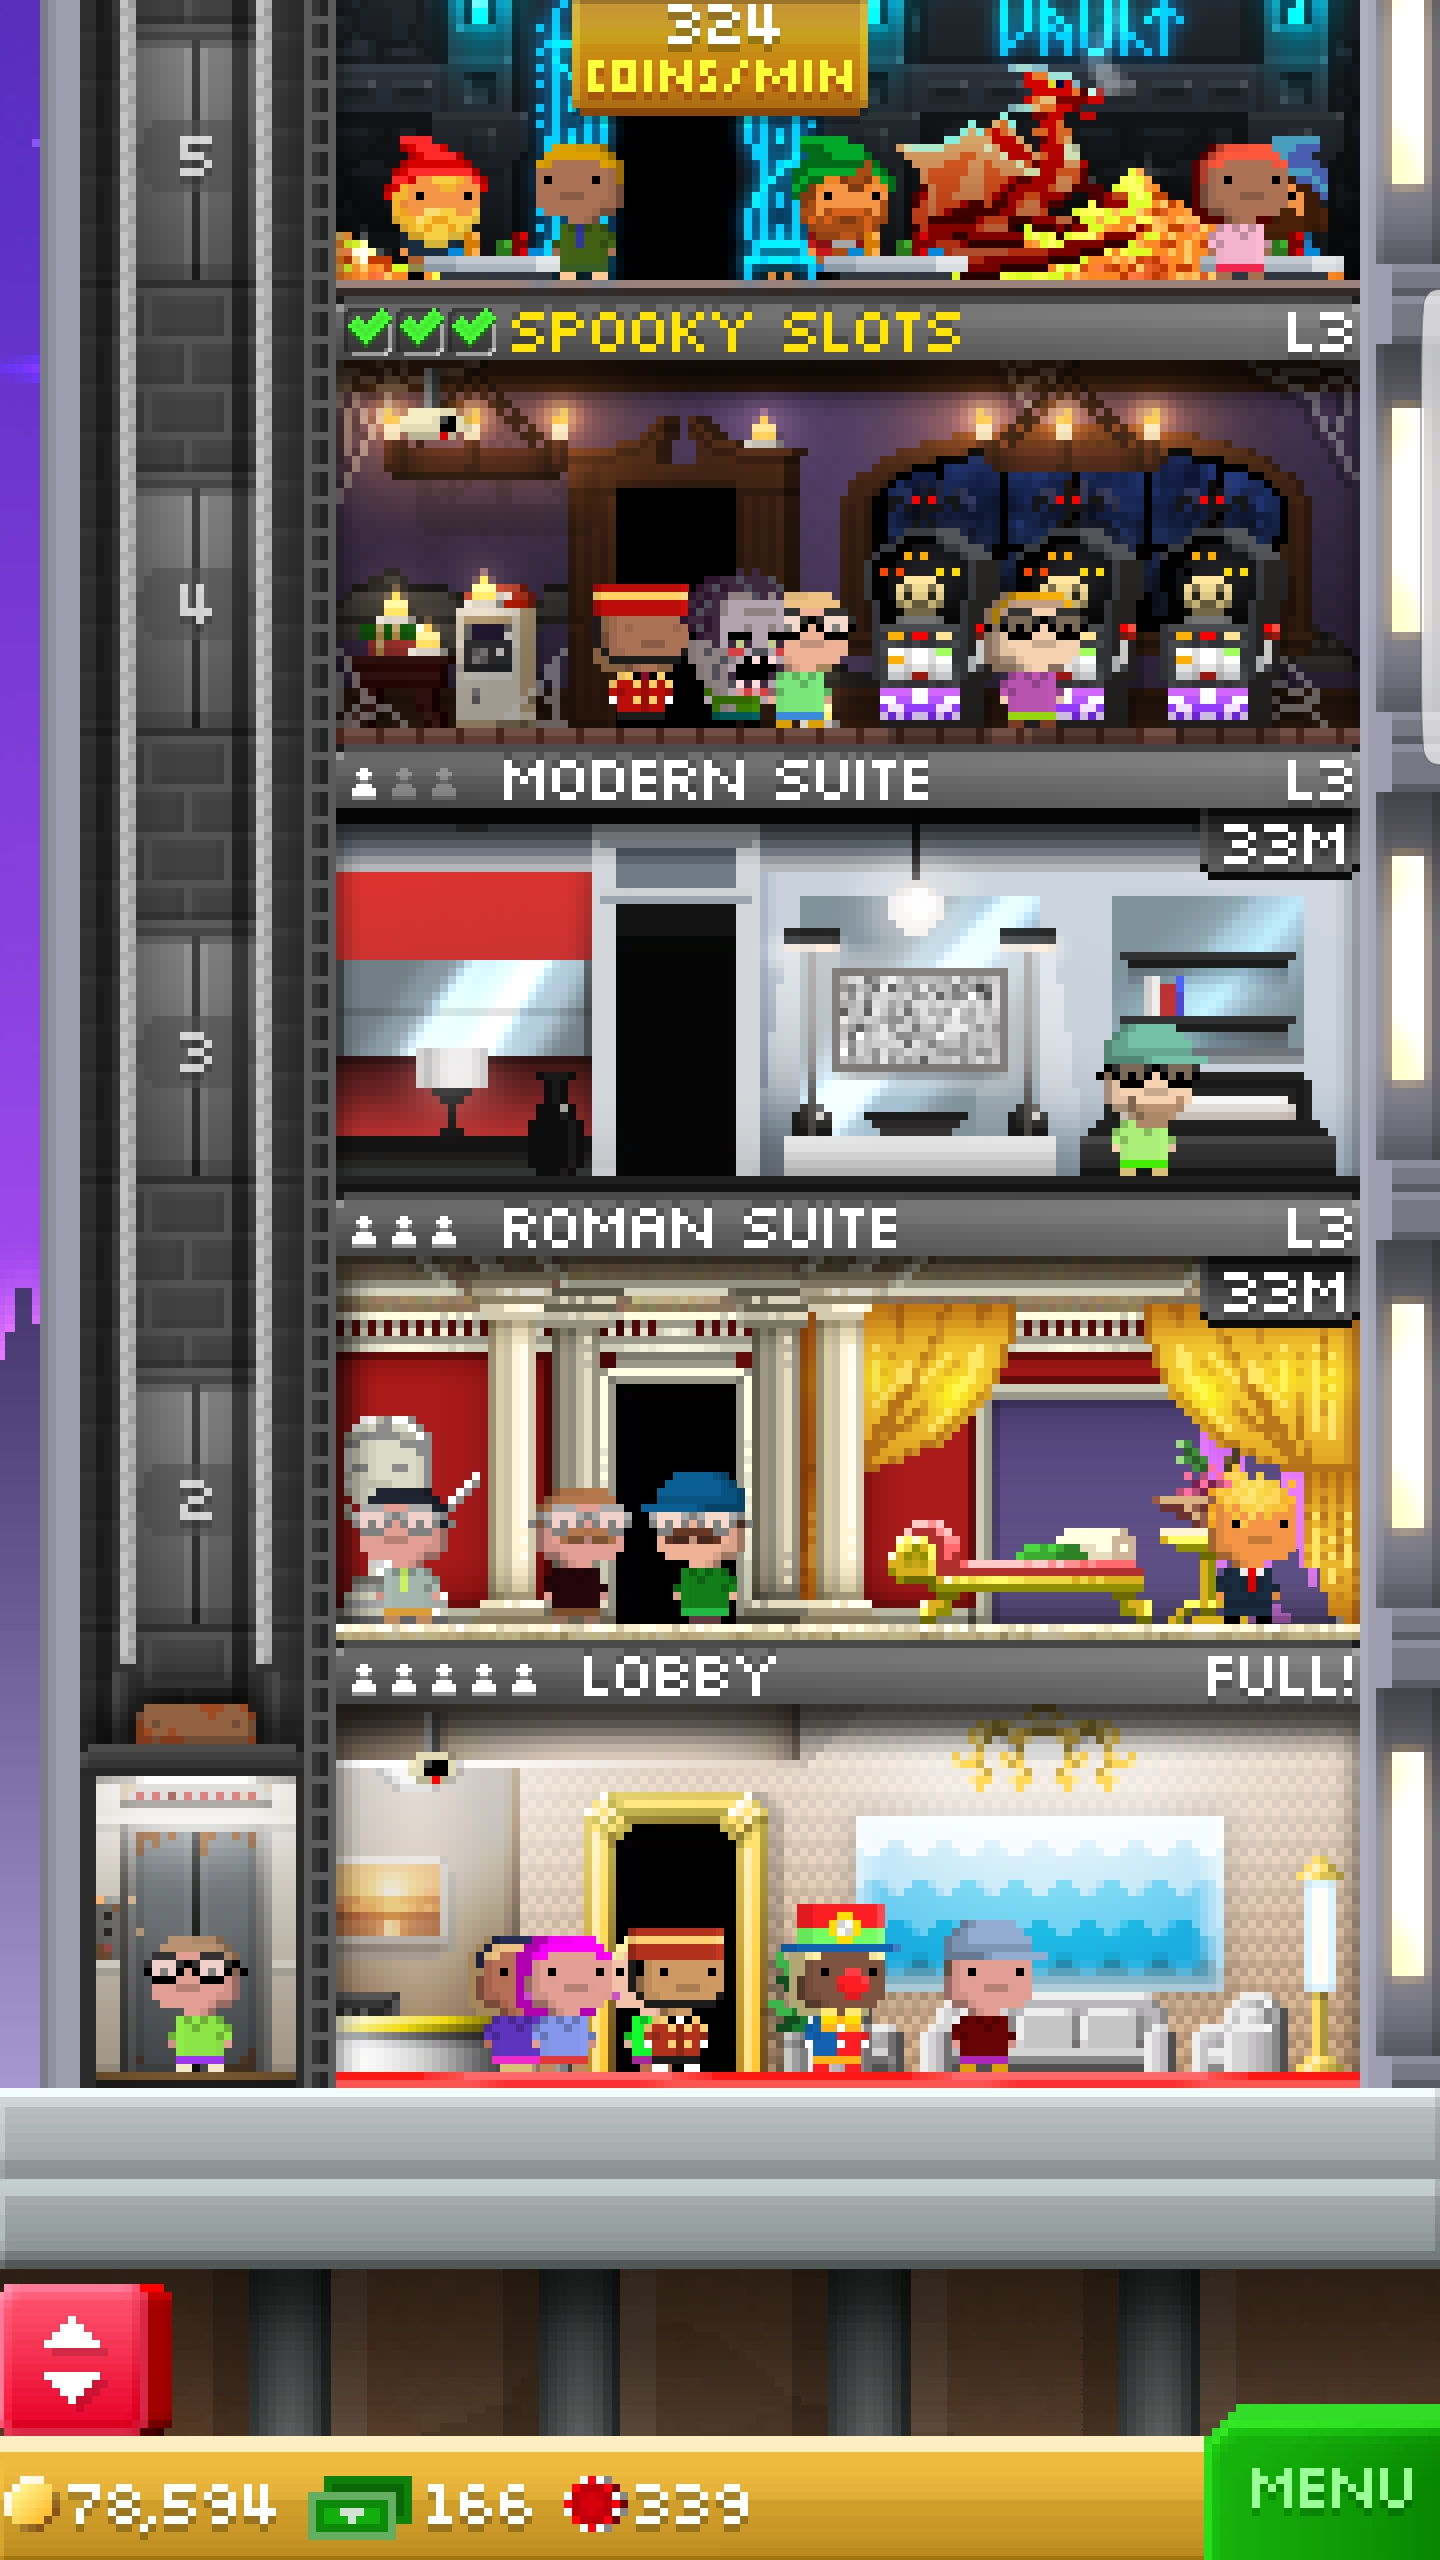 VAULT
324
COINS/MIN
5
SPOOKY SLOTS L3
4
MODERN SUITE L3
33M
3
ROMAN SUITE L3
33M
2
LOBBY FULL!
78,594 166 339
MENU